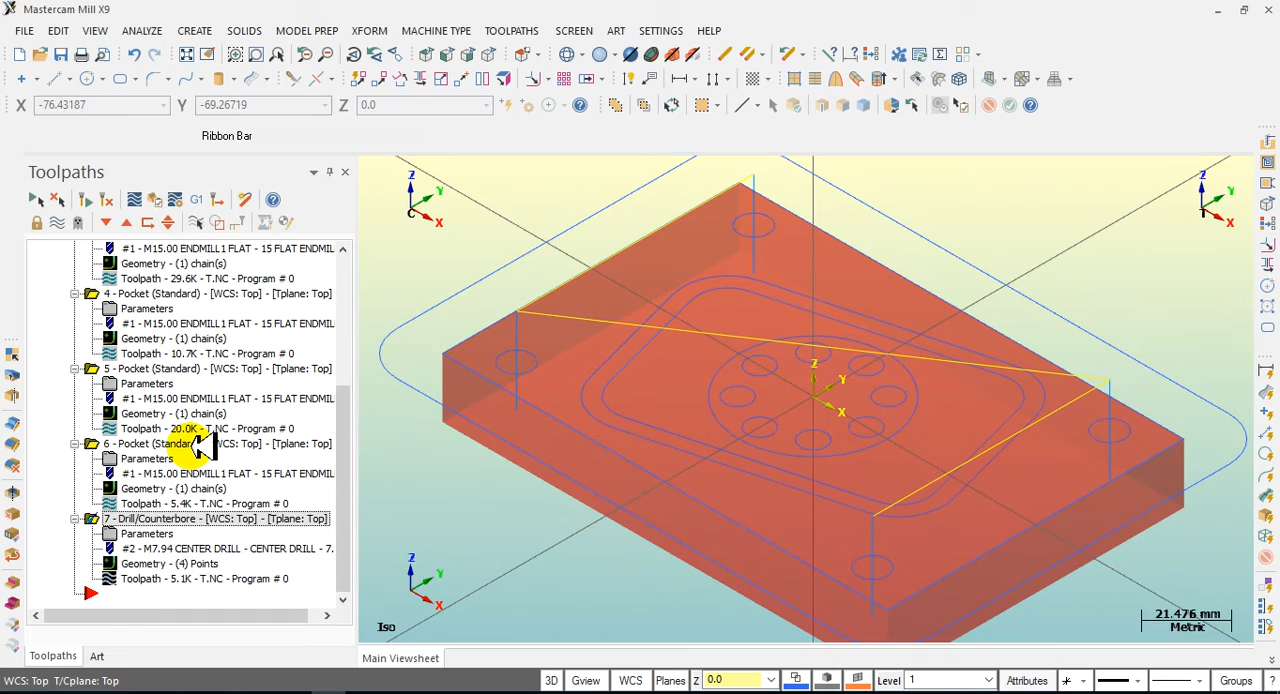 Mastercam Mill X9
FILE EDIT VIEW ANALYZE CREATE SOLIDS MODEL PREP XFORM MACHINE TYPE TOOLPATHS SCREEN ART SETTINGS HELP
X -76.43187 Y -69.26719 Z 0.0
Ribbon Bar
Toolpaths
G1
#1 - M15.00 ENDMILL1 FLAT - 15 FLAT ENDM
Geometry - (1) chain(s)
Toolpath - 29.6K - T.NC - Program # 0
4 - Pocket (Standard) - [WCS: Top] - [Tplane: Top]
Parameters
#1 - M15.00 ENDMILL1 FLAT - 15 FLAT ENDM
Geometry - (1) chain(s)
Toolpath - 10.7K - T.NC - Program # 0
5 - Pocket (Standard) - [WCS: Top] - [Tplane: Top]
Parameters
#1 - M15.00 ENDMILL1 FLAT - 15 FLAT ENDM
Geometry - (1) chain(s)
Toolpath - 20.0K - T.NC - Program # 0
6 - Pocket (Standard) - [WCS: Top] - [Tplane: Top]
Parameters
#1 - M15.00 ENDMILL1 FLAT - 15 FLAT ENDM
Geometry - (1) chain(s)
Toolpath - 5.4K - T.NC - Program # 0
7 - Drill/Counterbore - [WCS: Top] - [Tplane: Top]
Parameters
#2 - M7.94 CENTER DRILL - CENTER DRILL - 7.
Geometry - (4) Points
Toolpath - 5.1K - T.NC - Program # 0
Toolpaths Art
Z Y X C
Z Y X T
Z Y X
Z Y X
Iso
21.476 mm
Metric
Main Viewsheet
WCS: Top T/Cplane: Top 3D Gview WCS Planes Z 0.0 Level 1 Attributes Groups ?